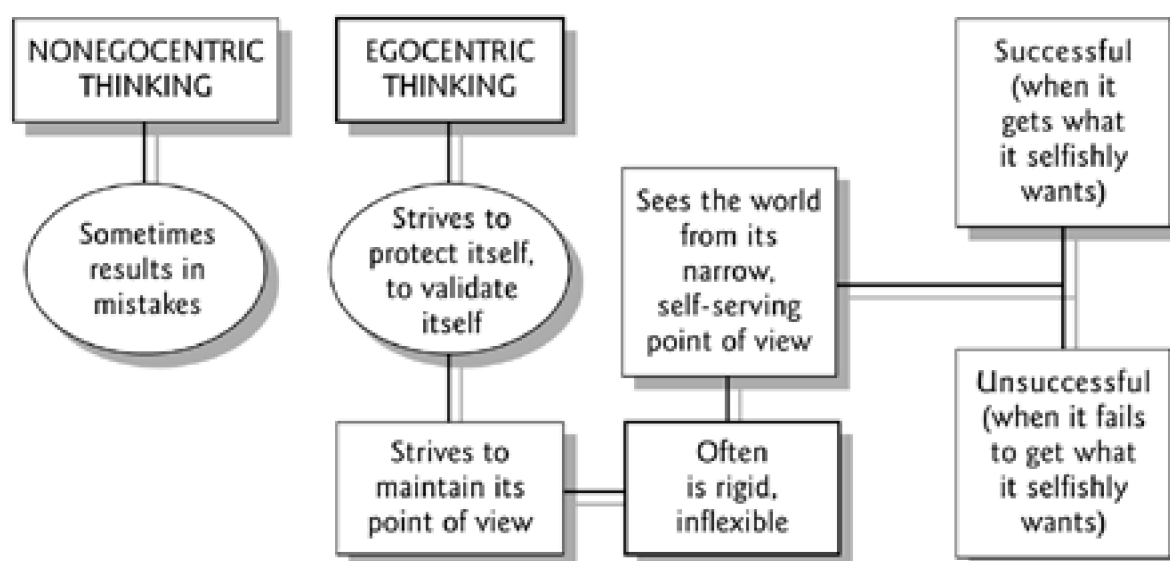 NONEGOCENTRIC
THINKING
Sometimes
results in
mistakes
EGOCENTRIC
THINKING
Strives to
protect itself,
to validate
itself
Strives to
maintain its
point of view
Often
is rigid,
inflexible
Sees the world
from its
narrow,
self-serving
point of view
Successful
(when it
gets what
it selfishly
wants)
Unsuccessful
(when it fails
to get what
it selfishly
wants)